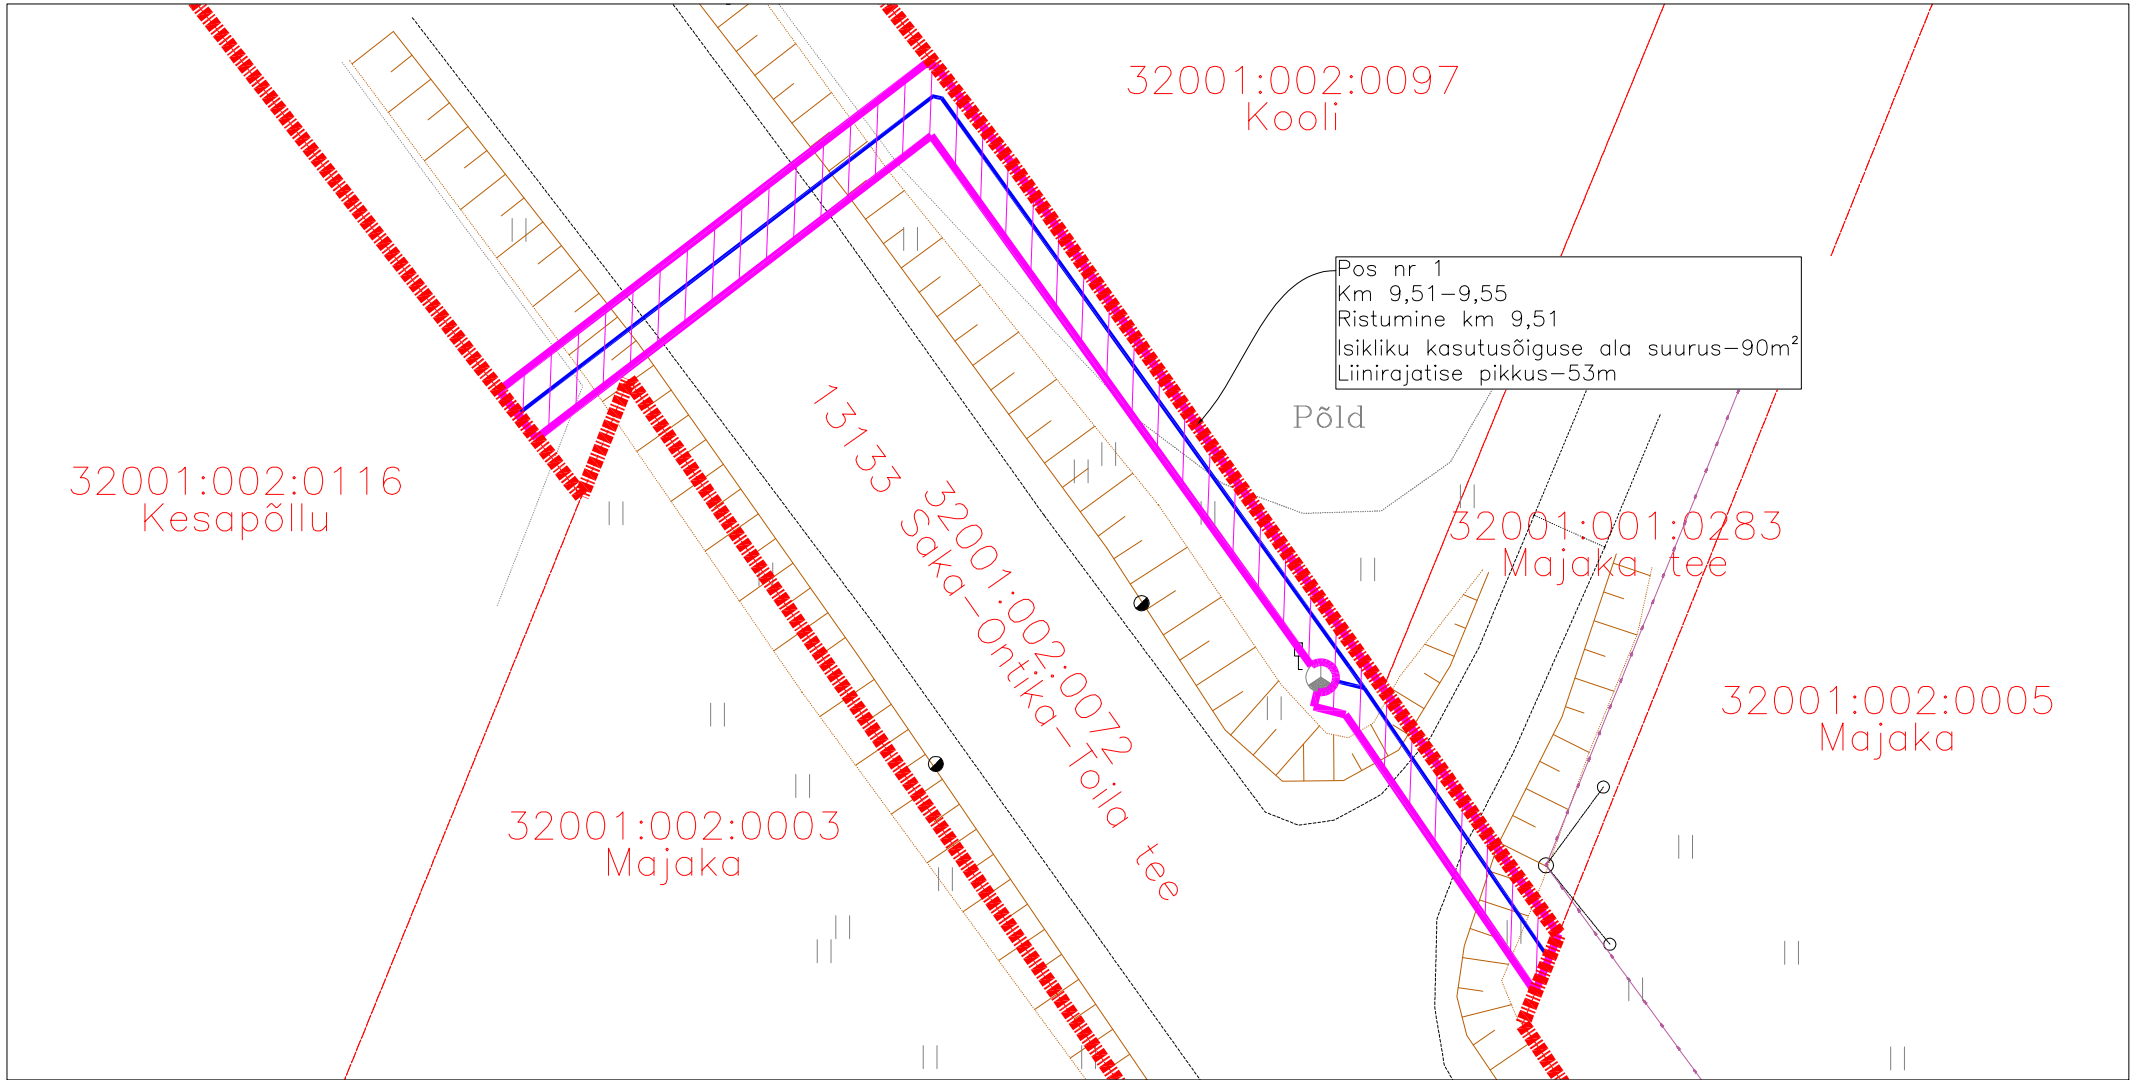 32001:002:0097
Kooli
Pos nr 1
Km 9,51-9,55
Ristumine km 9,51
Isikliku kasutusõiguse ala suurus-90m²
Liinirajatise pikkus-53m
Põld
32001:002:0116
Kesapõllu
13133 Saka-Ontika-Toila tee
32001:002:0072
32001:001:0283
Majaka tee
32001:002:0005
Majaka
32001:002:0003
Majaka